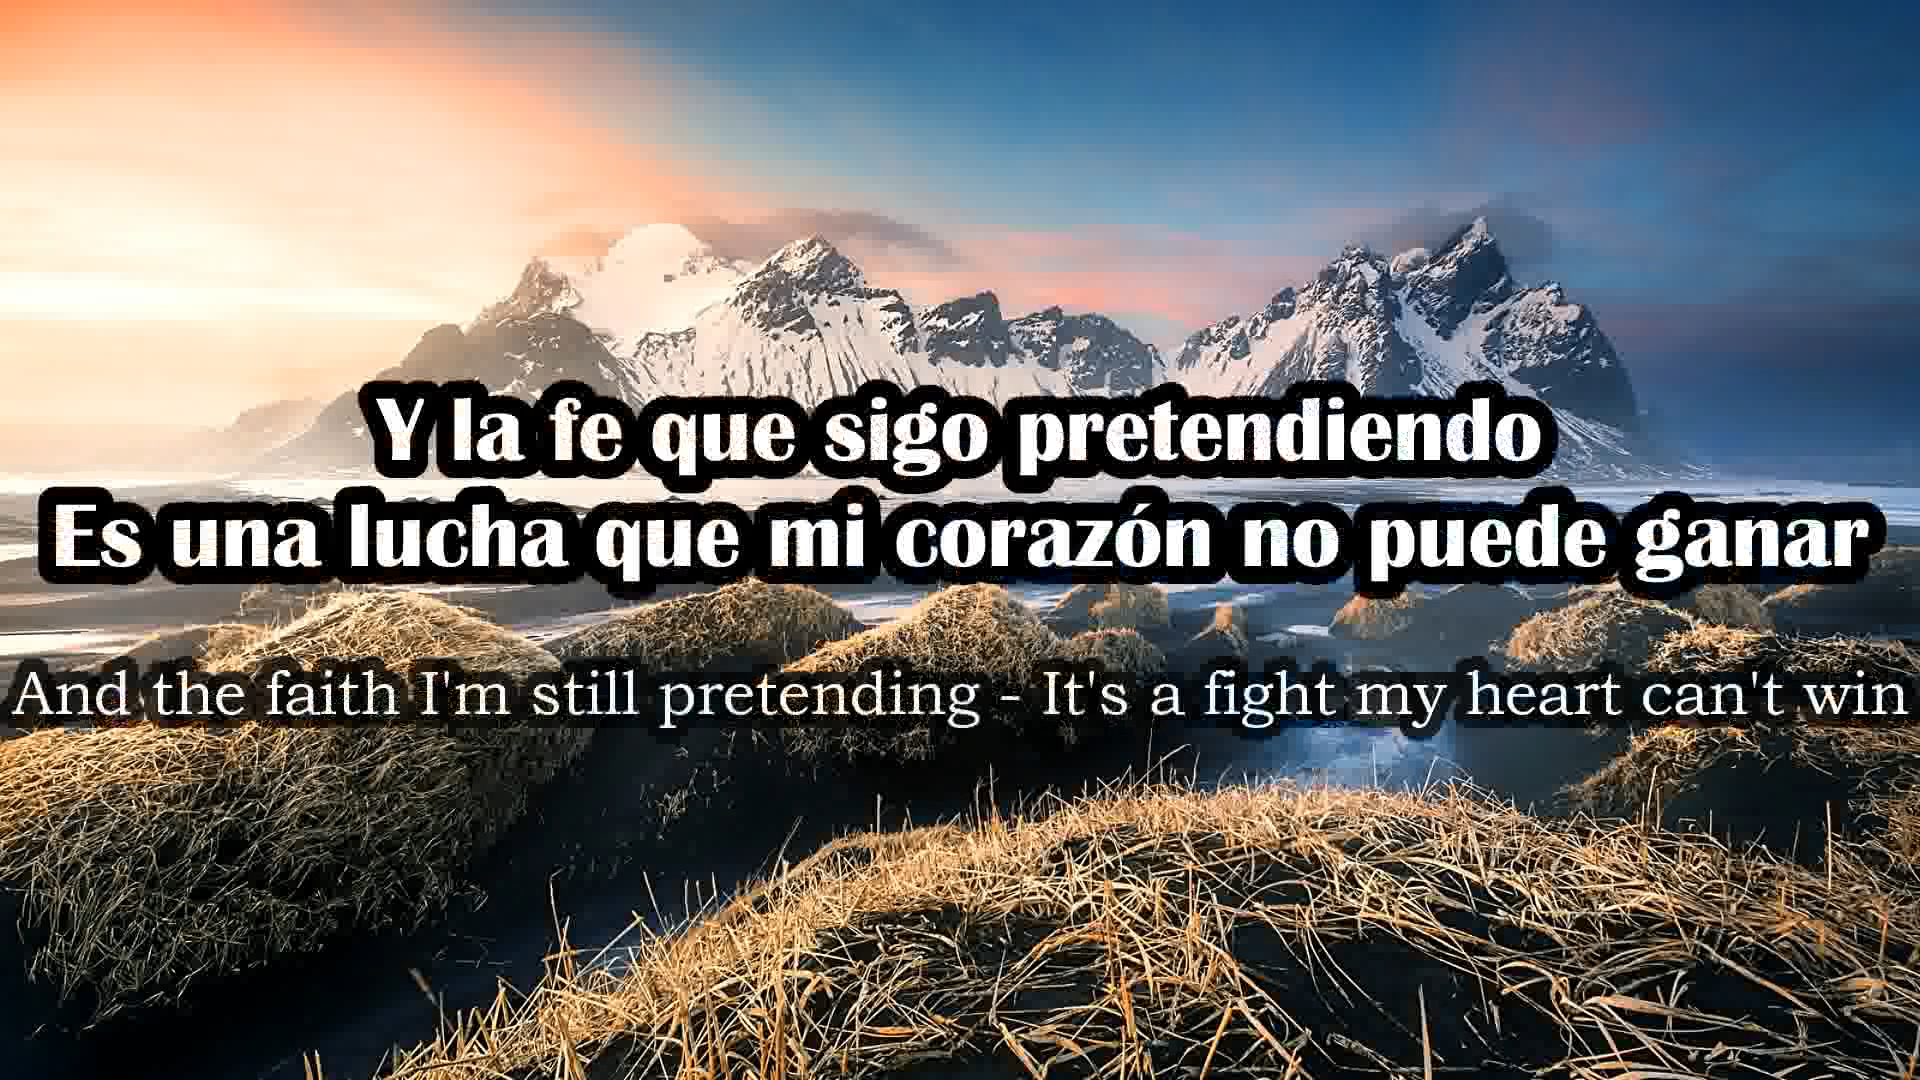 Y la fe que sigo pretendiendo
Es una lucha que mi corazón no puede ganar
And the faith I'm still pretending - It's a fight my heart can't win